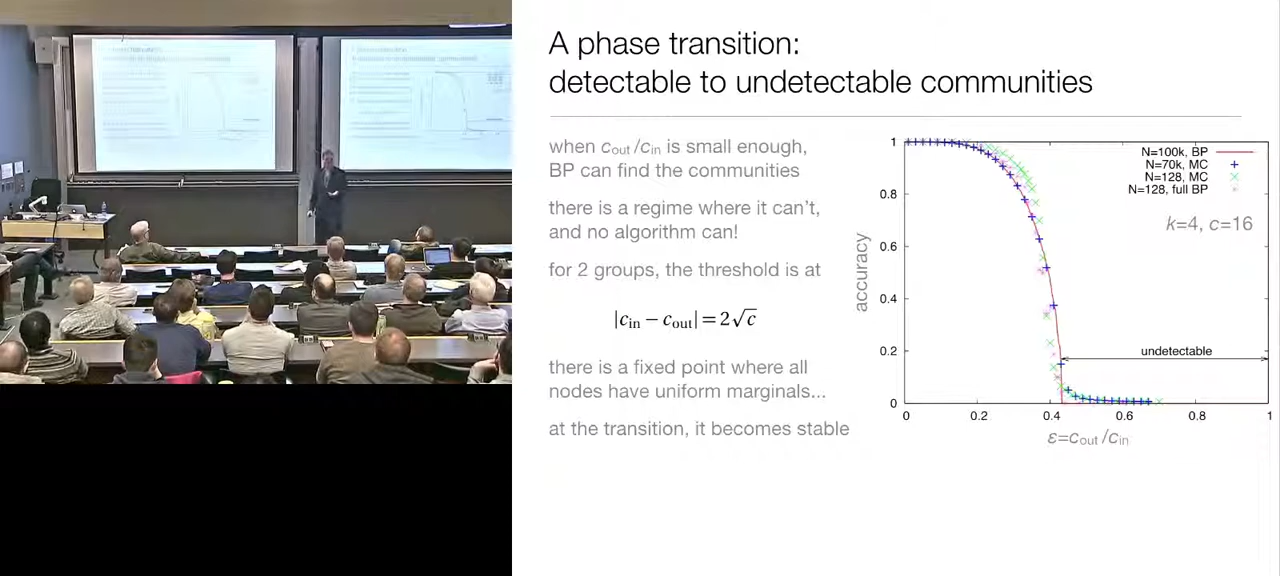 A phase transition:
detectable to undetectable communities
when c_out/c_in is small enough,
BP can find the communities
there is a regime where it can't,
and no algorithm can!
for 2 groups, the threshold is at
|c_in − c_out| = 2√c
there is a fixed point where all
nodes have uniform marginals...
at the transition, it becomes stable
1
0.8
0.6
0.4
0.2
0
accuracy
N=100k, BP
N=70k, MC
N=128, MC
N=128, full BP
k=4, c=16
undetectable
0 0.2 0.4 0.6 0.8 1
ε=c_out/c_in